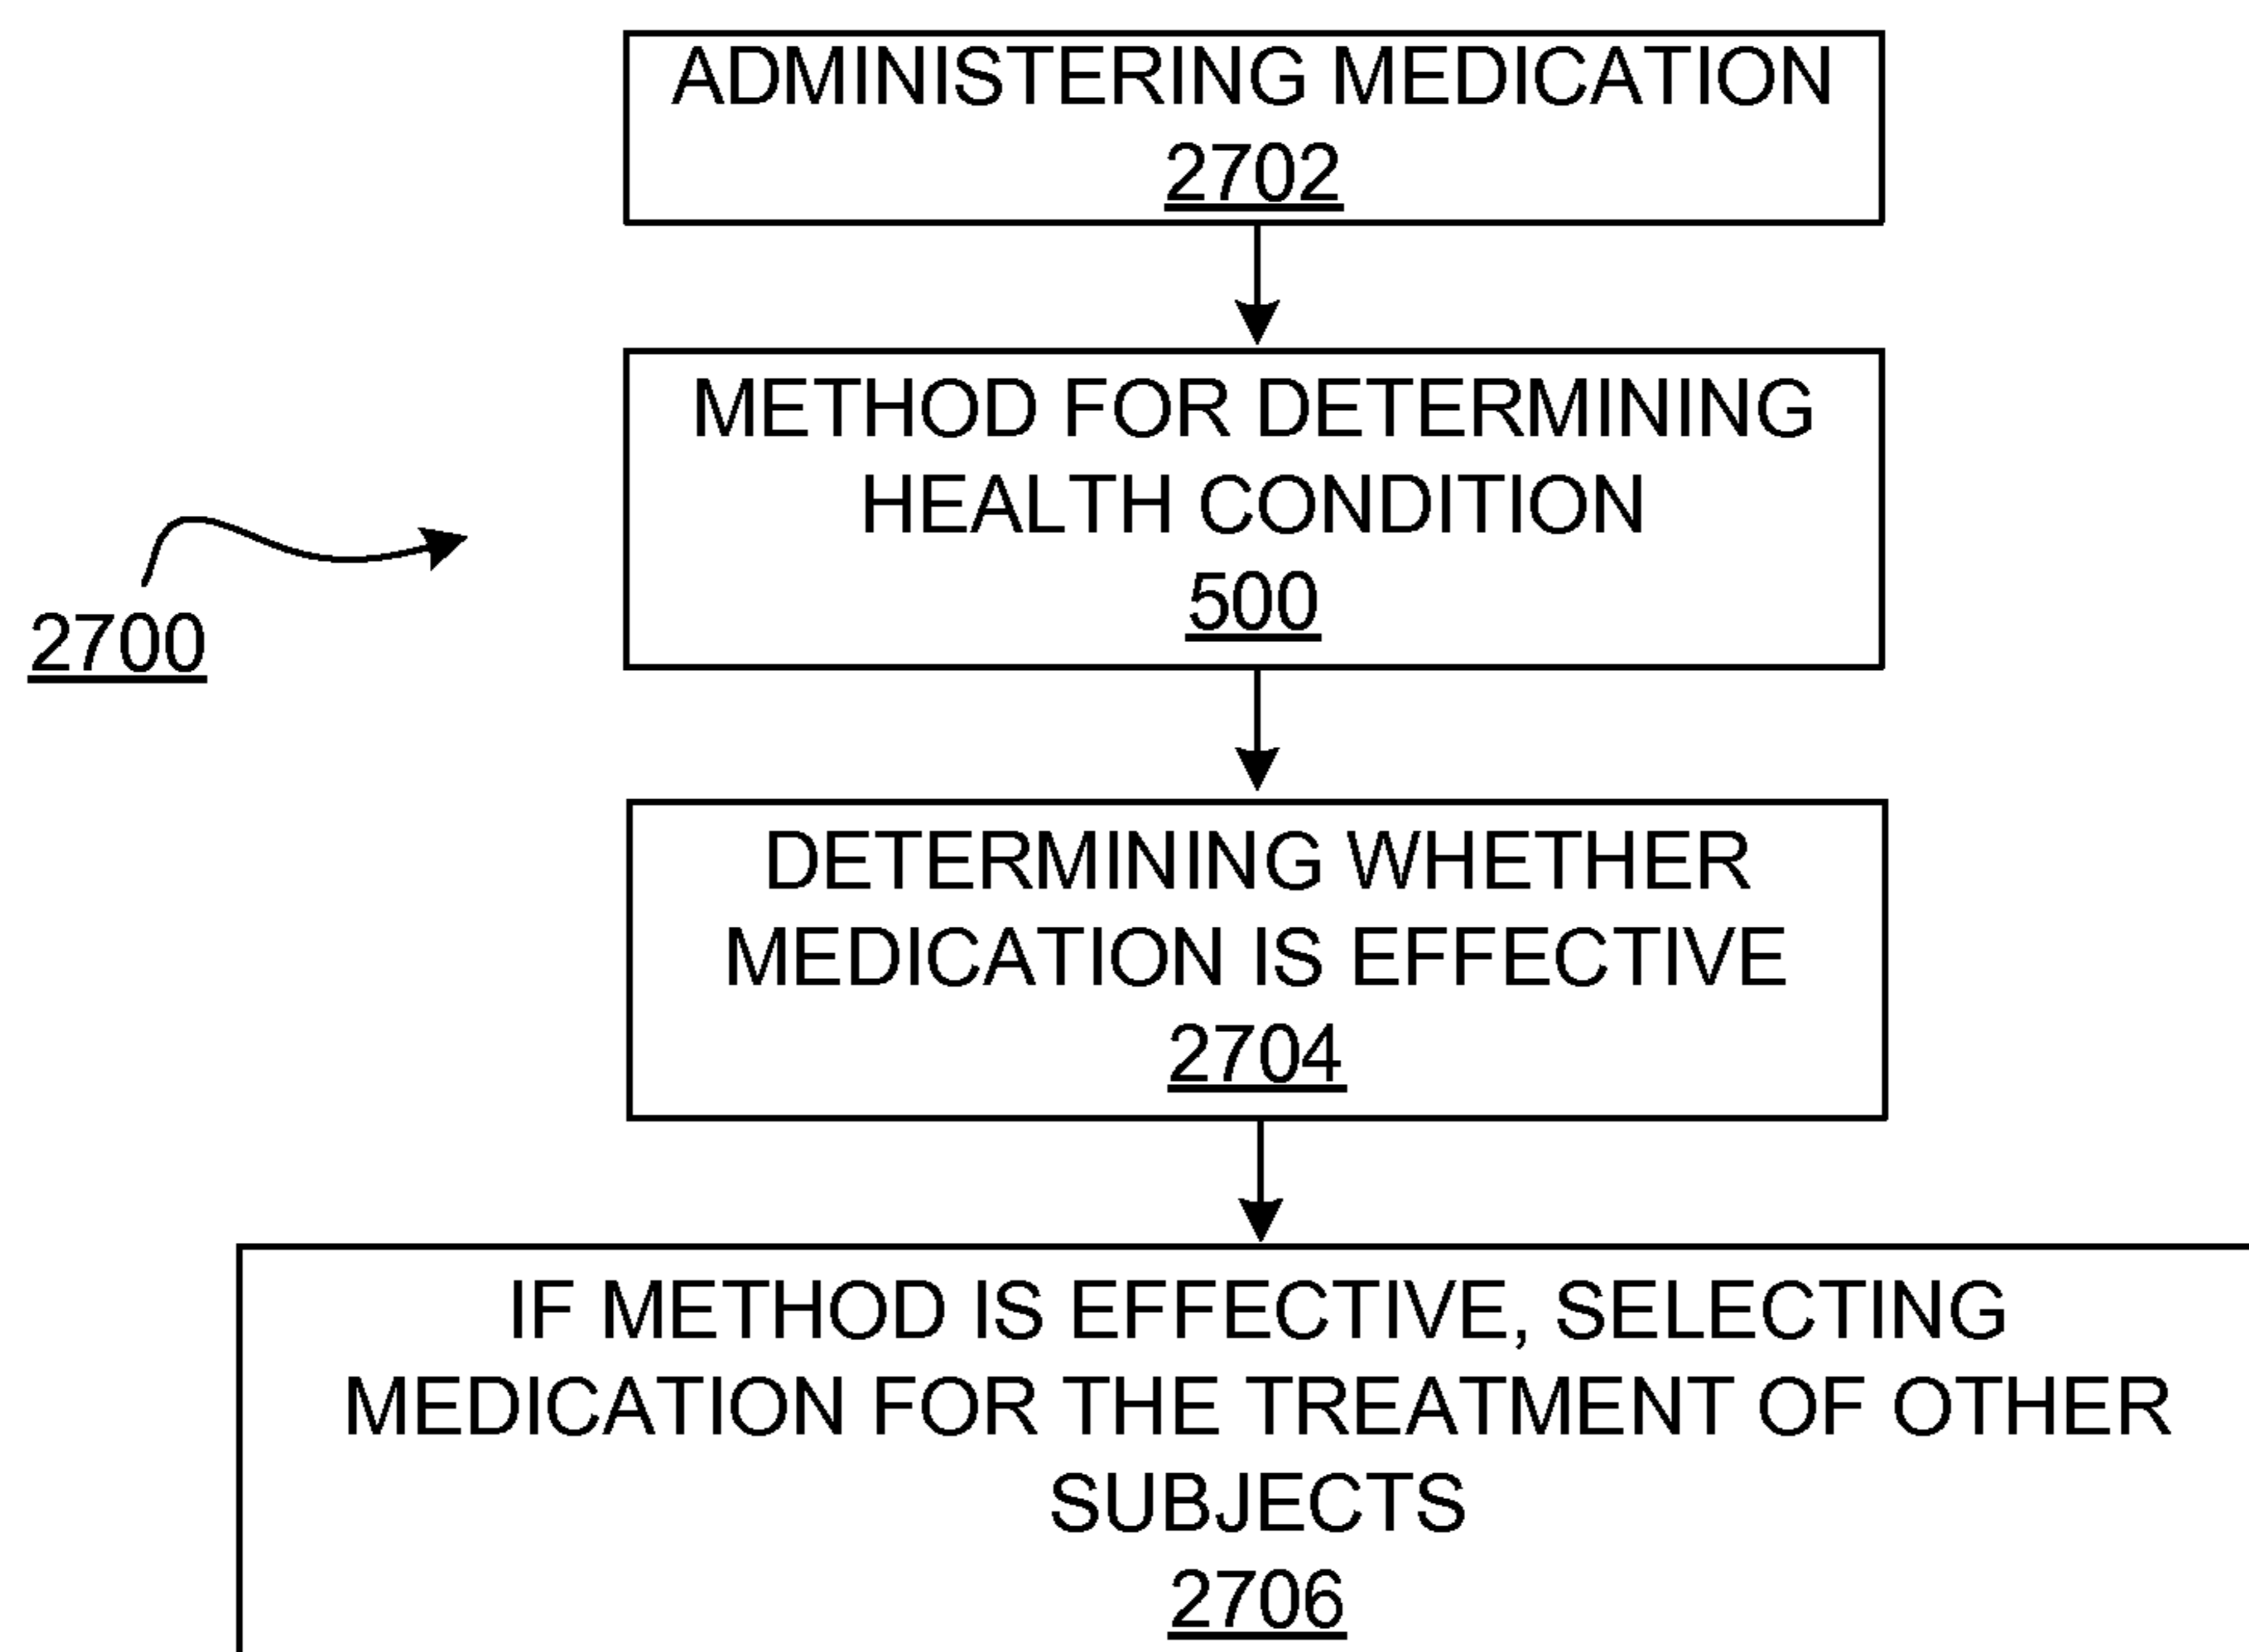 ADMINISTERING MEDICATION
2702
METHOD FOR DETERMINING
HEALTH CONDITION
500
2700
DETERMINING WHETHER
MEDICATION IS EFFECTIVE
2704
IF METHOD IS EFFECTIVE, SELECTING
MEDICATION FOR THE TREATMENT OF OTHER
SUBJECTS
2706